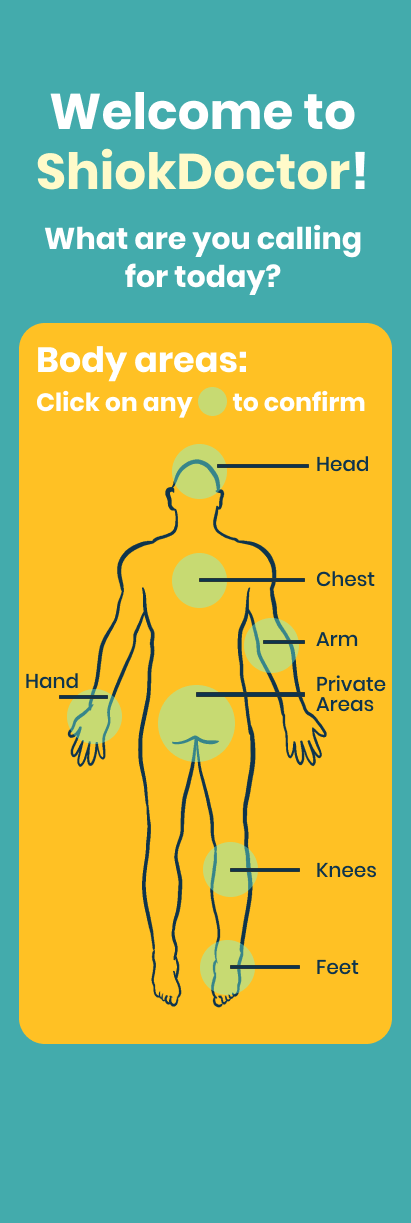 Welcome to
ShiokDoctor!
What are you calling
for today?
Body areas:
Click on any to confirm
Head
Chest
Arm
Hand
Private
Areas
Knees
Feet